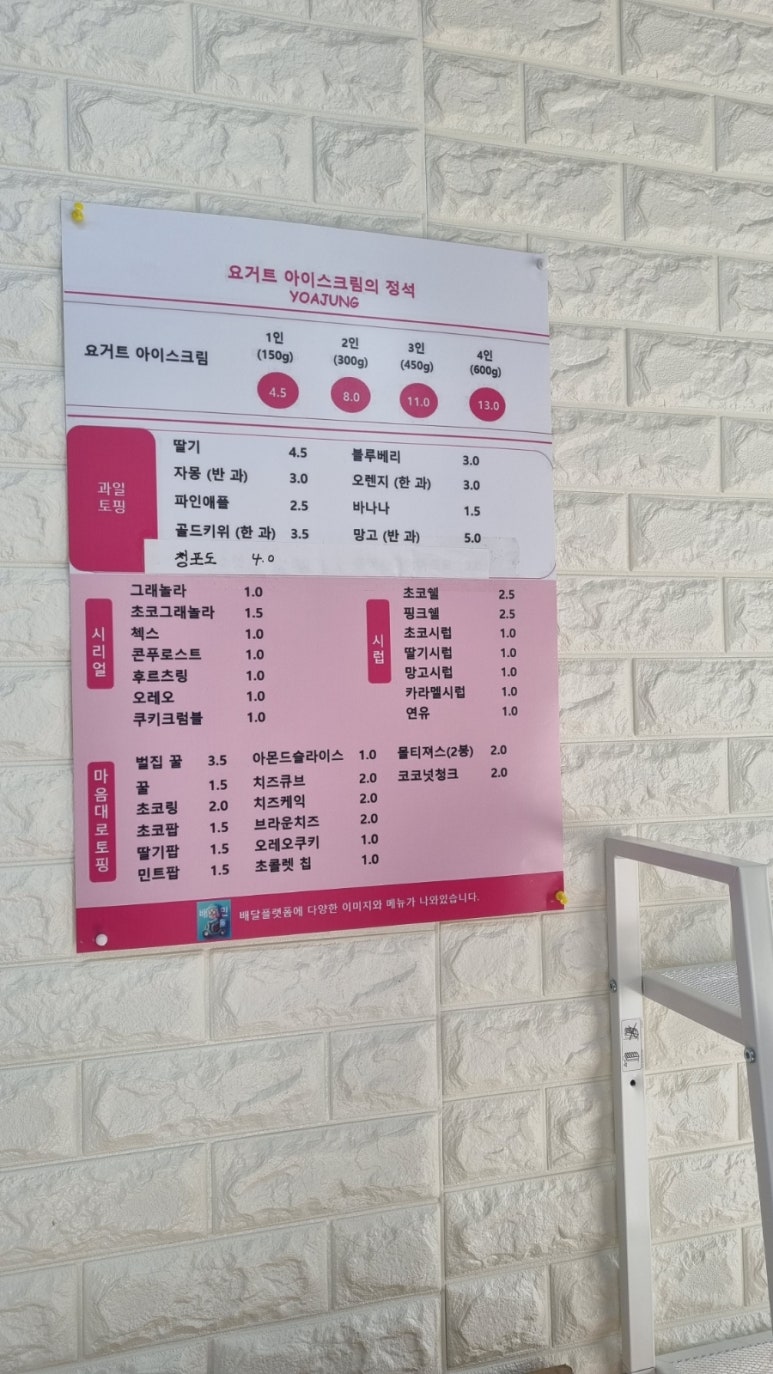 요거트 아이스크림의 정석
YOAJUNG
요거트 아이스크림
1인 2인 3인 4인
(150g) (300g) (450g) (600g)
4.5 8.0 11.0 13.0
과일
토핑
딸기 4.5 블루베리 3.0
자몽 (반 과) 3.0 오렌지 (한 과) 3.0
파인애플 2.5 바나나 1.5
골드키위 (한 과) 3.5 망고 (반 과) 5.0
청포도 4.0
시리얼
그래놀라 1.0
초코그래놀라 1.5
첵스 1.0
콘푸로스트 1.0
후르츠링 1.0
오레오 1.0
쿠키크럼블 1.0
시럽
초코쉘 2.5
핑크쉘 2.5
초코시럽 1.0
딸기시럽 1.0
망고시럽 1.0
카라멜시럽 1.0
연유 1.0
마음대로토핑
벌집 꿀 3.5 아몬드슬라이스 1.0 몰티져스(2봉) 2.0
꿀 1.5 치즈큐브 2.0 코코넛청크 2.0
초코링 2.0 치즈케익 2.0
초코팝 1.5 브라운치즈 2.0
딸기팝 1.5 오레오쿠키 1.0
민트팝 1.5 초콜렛 칩 1.0
배달플랫폼에 다양한 이미지와 메뉴가 나와있습니다.